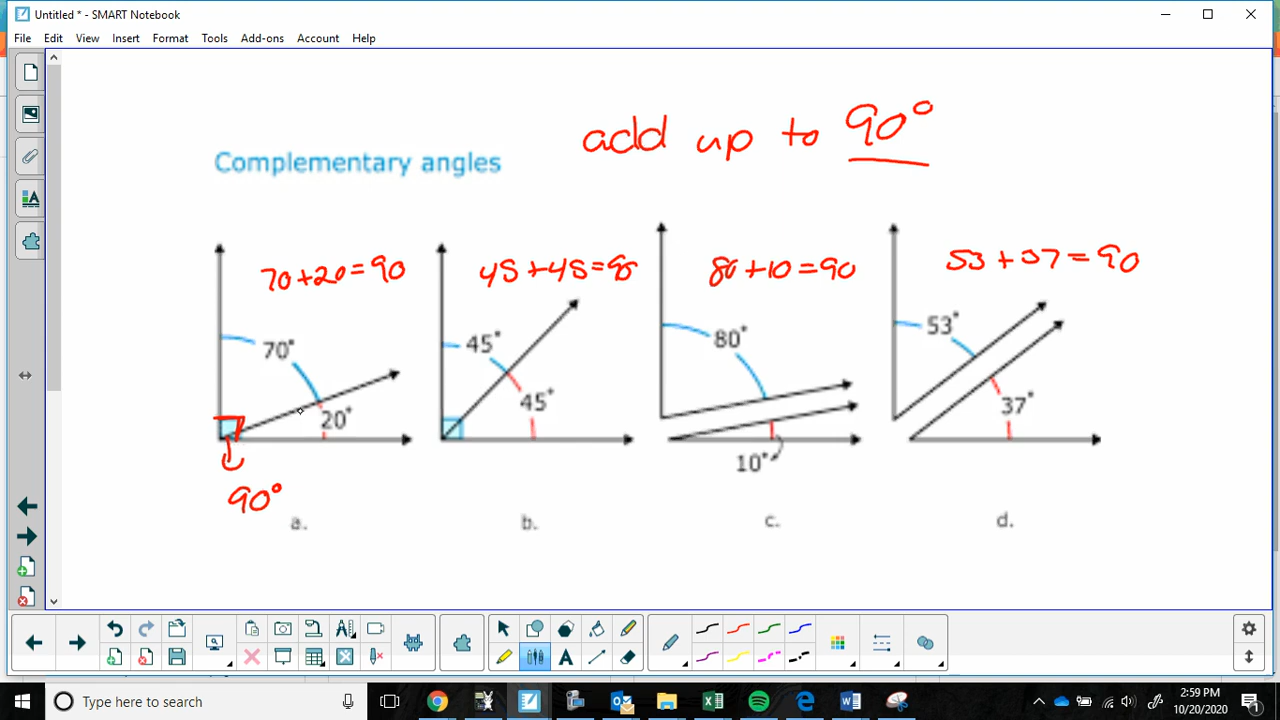 Untitled * - SMART Notebook
File Edit View Insert Format Tools Add-ons Account Help
add up to 90°
Complementary angles
70+20=90 45+45=90 80+10=90 53+37=90
70° 20° 45° 45° 80° 10° 53° 37°
90°
a. b. c. d.
Type here to search
2:59 PM
10/20/2020